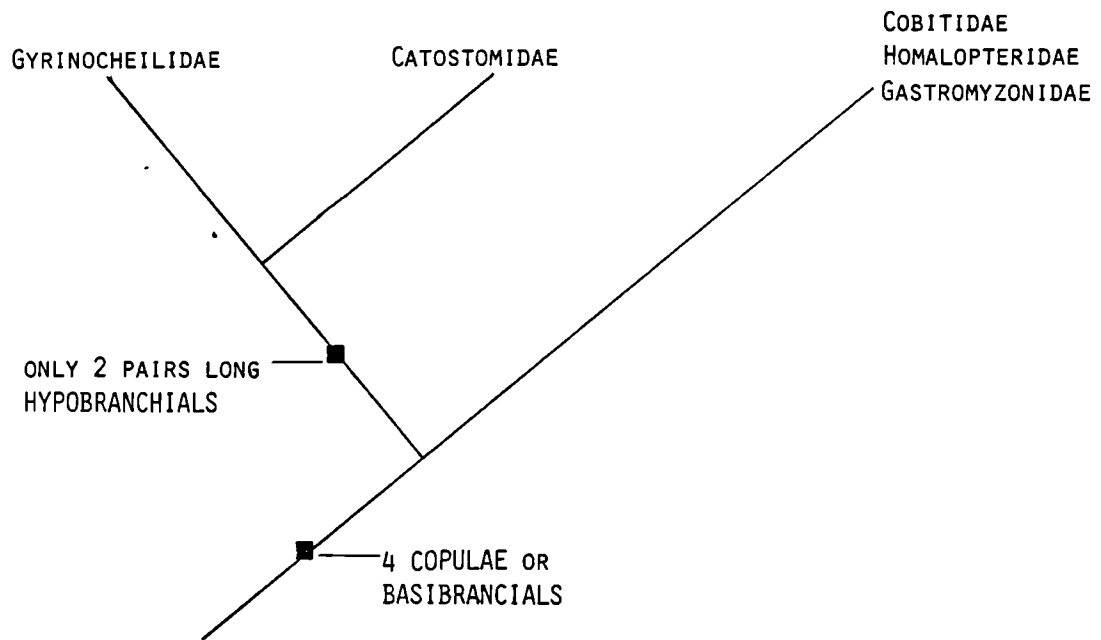 GYRINOCHEILIDAE
CATOSTOMIDAE
COBITIDAE
HOMALOPTERIDAE
GASTROMYZONIDAE
ONLY 2 PAIRS LONG
HYPOBRANCHIALS
4 COPULAE OR
BASIBRANCIALS